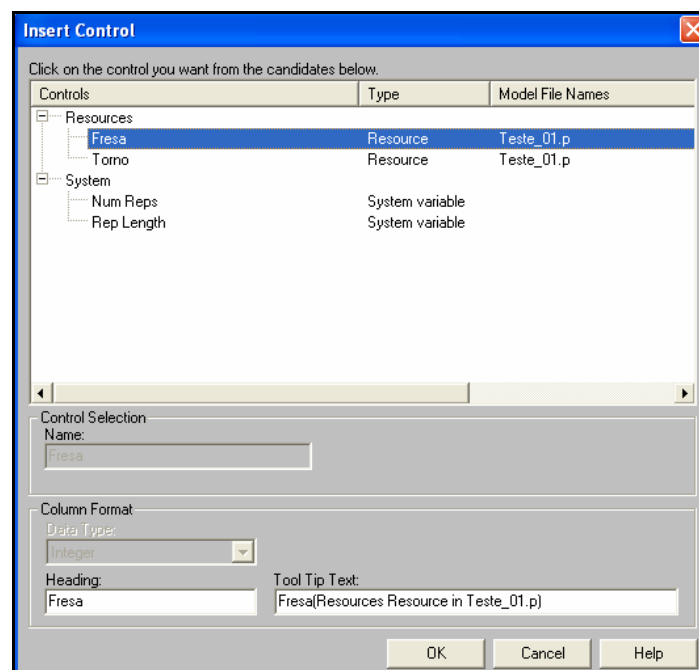 Insert Control
Click on the control you want from the candidates below.
Controls Type Model File Names
Resources
Fresa Resource Teste_01.p
Torno Resource Teste_01.p
System
Num Reps System variable
Rep Length System variable
Control Selection
Name:
Fresa
Column Format
Data Type:
Integer
Heading: Tool Tip Text:
Fresa Fresa(Resources Resource in Teste_01.p)
OK Cancel Help